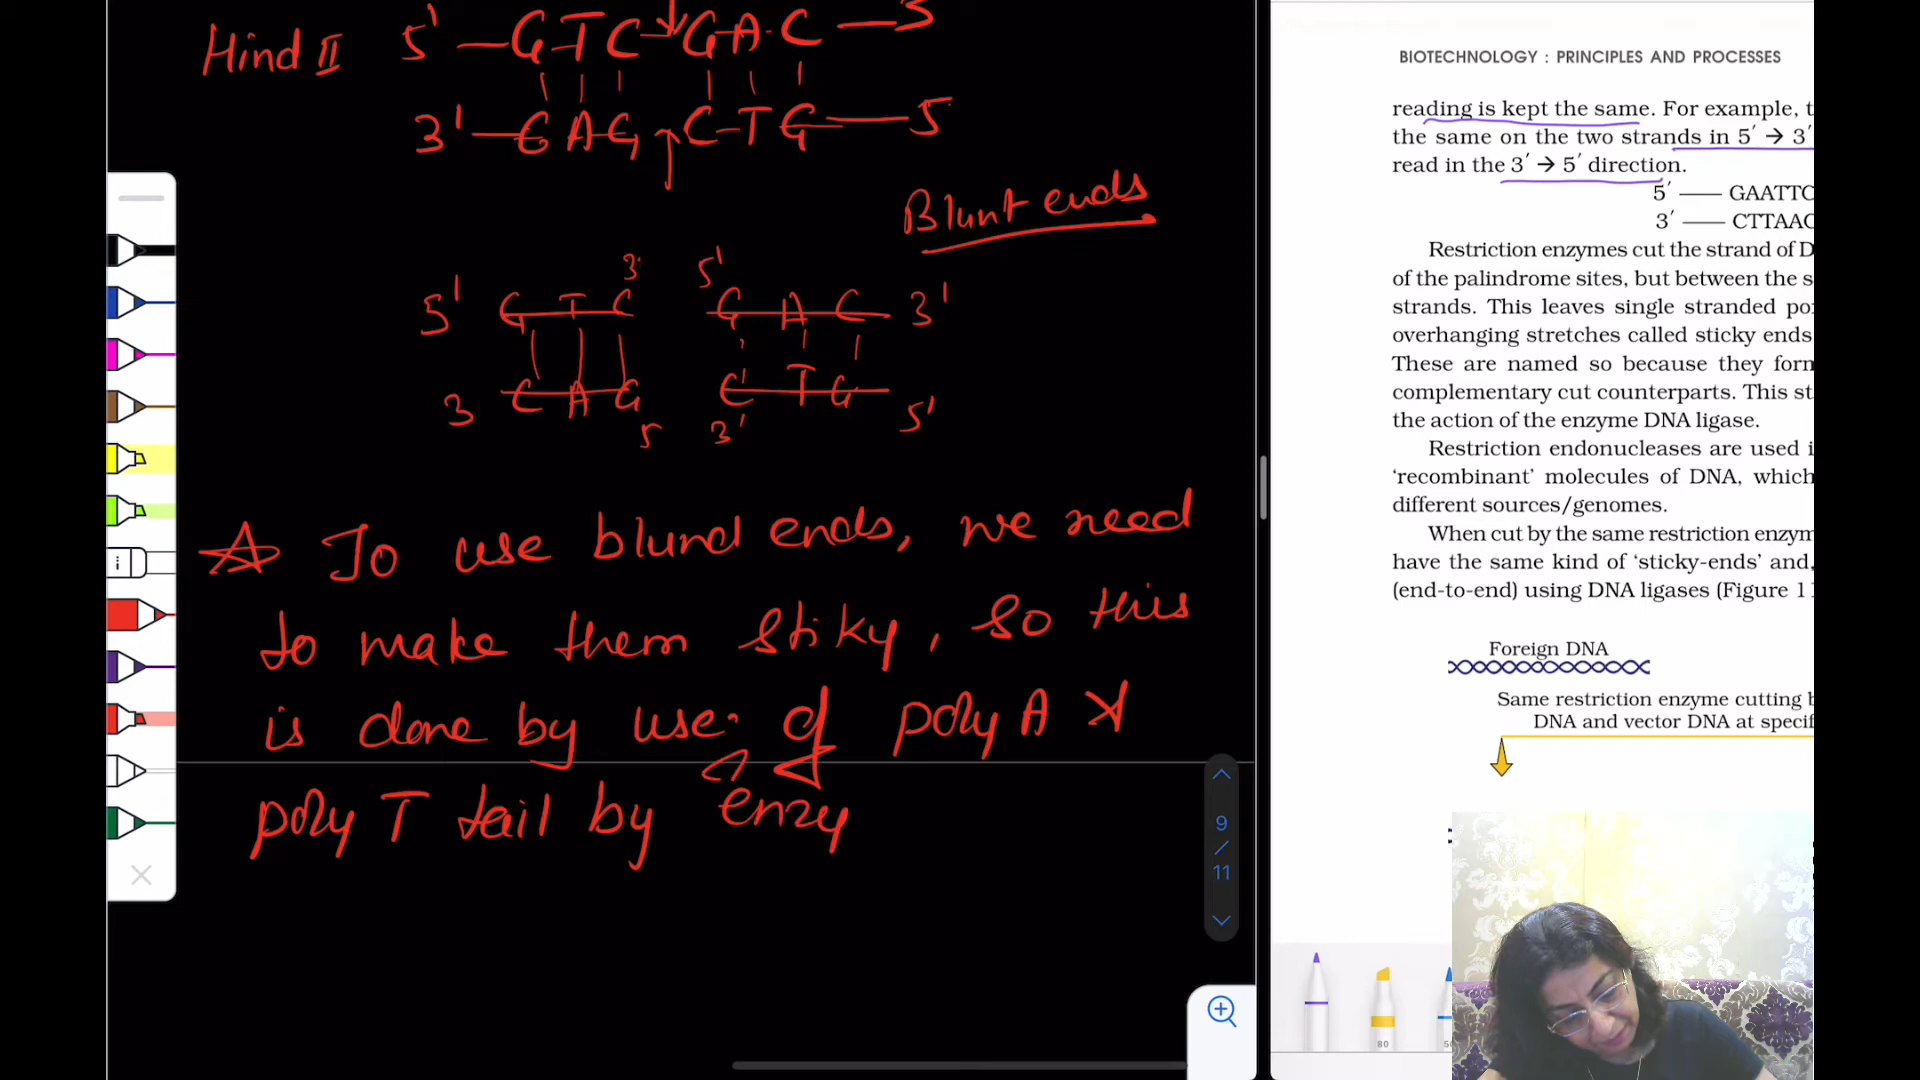 Hind II 5' — G-T-C ↓ G-A-C — 3
3' — G A G ↑ C-T-G — 5
Blunt ends
3' 5'
5' G T C G A C 3'
3 C A G C T G 5'
5 3'
☆ To use blund ends, we need
to make them stiky, so this
is done by use of poly A &
poly T tail by enzy
i
9
/
11
BIOTECHNOLOGY : PRINCIPLES AND PROCESSES
reading is kept the same. For example, t
the same on the two strands in 5′ → 3′
read in the 3′ → 5′ direction.
5′ —— GAATTC
3′ —— CTTAAC
Restriction enzymes cut the strand of D
of the palindrome sites, but between the s
strands. This leaves single stranded po
overhanging stretches called sticky ends
These are named so because they form
complementary cut counterparts. This st
the action of the enzyme DNA ligase.
Restriction endonucleases are used i
‘recombinant’ molecules of DNA, which
different sources/genomes.
When cut by the same restriction enzym
have the same kind of ‘sticky-ends’ and,
(end-to-end) using DNA ligases (Figure 11
Foreign DNA
Same restriction enzyme cutting b
DNA and vector DNA at specif
80